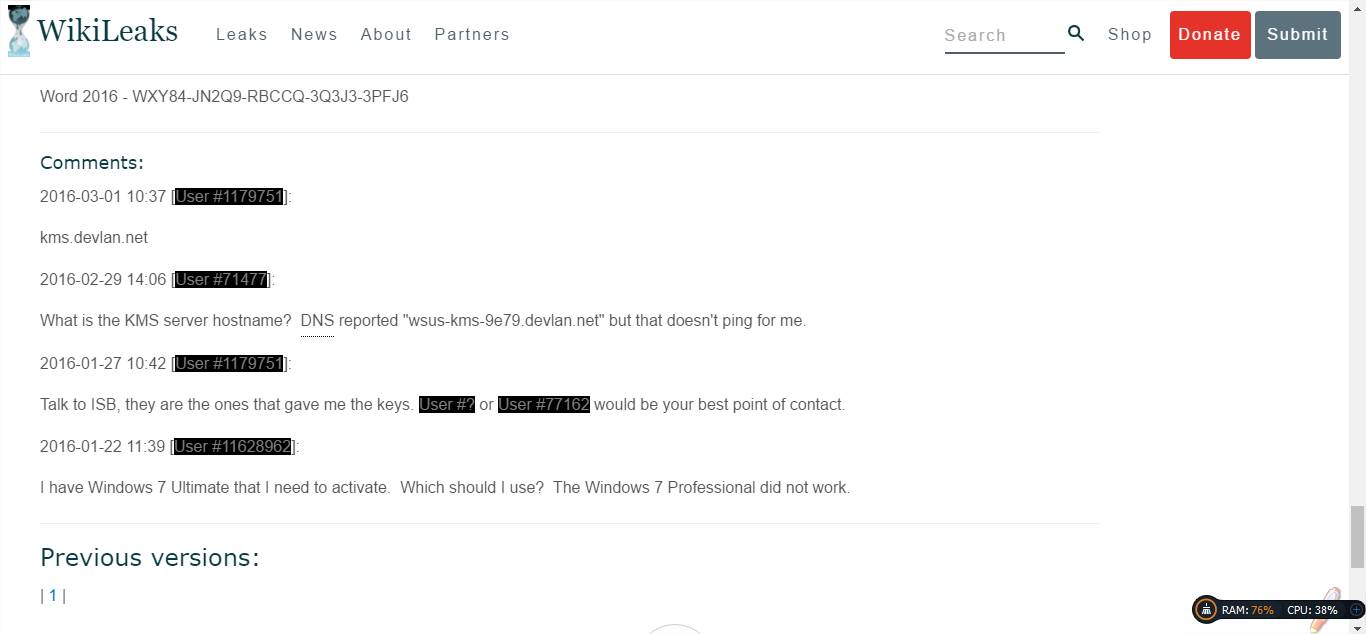 WikiLeaks Leaks News About Partners Search Shop Donate Submit
Word 2016 - WXY84-JN2Q9-RBCCQ-3Q3J3-3PFJ6
Comments:
2016-03-01 10:37 [User #1179751]:
kms.devlan.net
2016-02-29 14:06 [User #71477]:
What is the KMS server hostname?  DNS reported "wsus-kms-9e79.devlan.net" but that doesn't ping for me.
2016-01-27 10:42 [User #1179751]:
Talk to ISB, they are the ones that gave me the keys. User #? or User #77162 would be your best point of contact.
2016-01-22 11:39 [User #11628962]:
I have Windows 7 Ultimate that I need to activate.  Which should I use?  The Windows 7 Professional did not work.
Previous versions:
| 1 |
RAM: 76% CPU: 38%